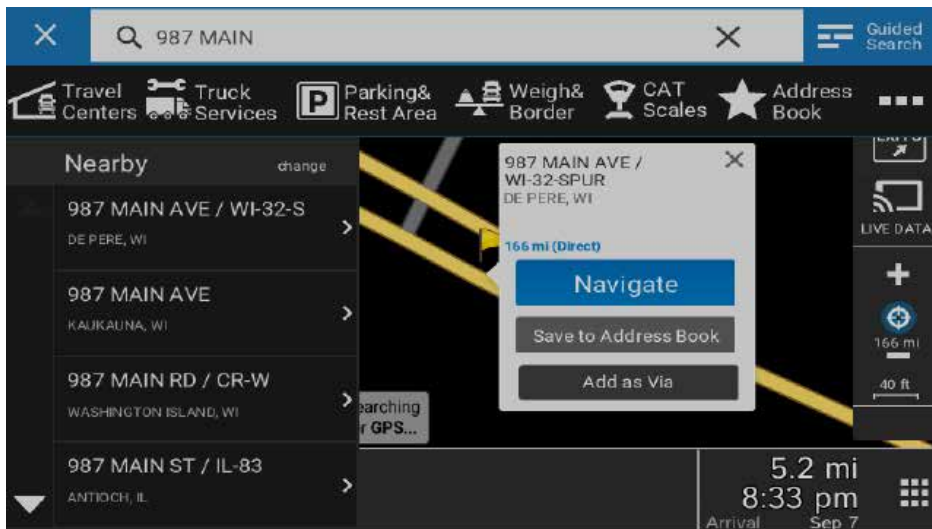 987 MAIN
Guided
Search
Travel
Centers
Truck
Services
P
Parking&
Rest Area
Weigh&
Border
CAT
Scales
Address
Book
Nearby
change
987 MAIN AVE / WI-32-S
DE PERE, WI
987 MAIN AVE
KAUKAUNA, WI
987 MAIN RD / CR-W
WASHINGTON ISLAND, WI
987 MAIN ST / IL-83
ANTIOCH, IL
987 MAIN AVE /
WI-32-SPUR
DE PERE, WI
166 mi (Direct)
Navigate
Save to Address Book
Add as Via
earching
r GPS...
LIVE DATA
166 mi
40 ft
5.2 mi
8:33 pm
Arrival Sep 7